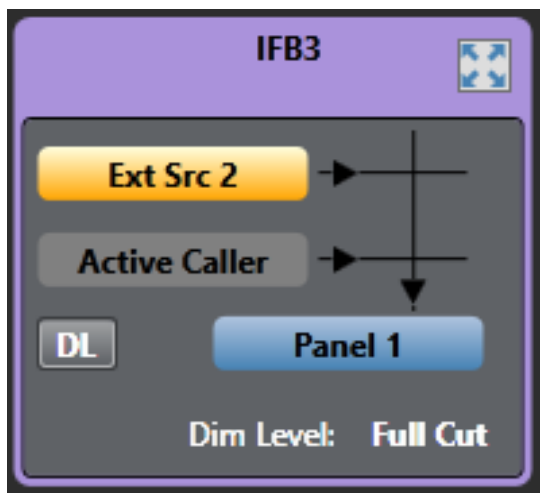 IFB3
Ext Src 2
Active Caller
DL Panel 1
Dim Level: Full Cut